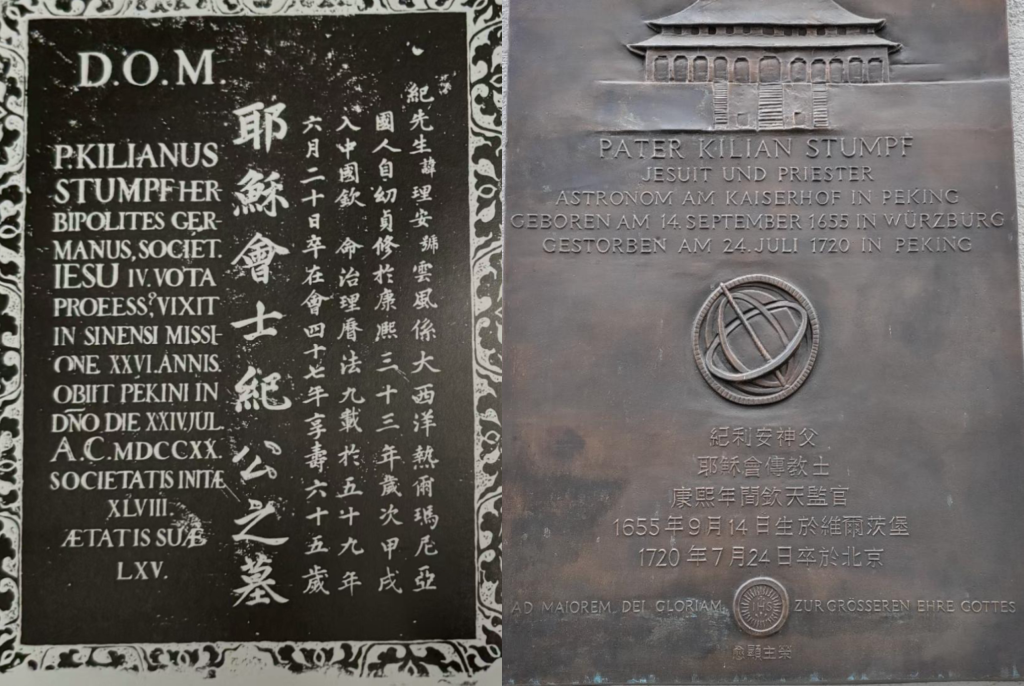 D.O.M.
P.KILIANUS
STUMPF HER
BIPOLITES GER-
MANUS, SOCIET.
IESU IV. VOTA
PROFESS9, VIXIT
IN SINENSI MISSI-
ONE XXVI. ANNIS.
OBIIT PEKINI IN
DÑO DIE XXIV. JUL.
A.C. MDCCXX.
SOCIETATIS INITÆ
XLVIII.
ÆTATIS SUÆ
LXV.
耶穌會士紀公之墓
紀先生諱理安號雲風係大西洋熱爾瑪尼亞
國人自幼貞修於康熙三十三年歲次甲戌
入中國欽 命治理曆法九載於五十九年
六月二十日卒在會四十七年享壽六十五歲
PATER KILIAN STUMPF
JESUIT UND PRIESTER
ASTRONOM AM KAISERHOF IN PEKING
GEBOREN AM 14. SEPTEMBER 1655 IN WÜRZBURG
GESTORBEN AM 24. JULI 1720 IN PEKING
紀利安神父
耶穌會傳教士
康熙年間欽天監官
1655年9月14日生於維爾茨堡
1720年7月24日卒於北京
AD MAIOREM DEI GLORIAM IHS ZUR GRÖSSEREN EHRE GOTTES
愈顯主榮